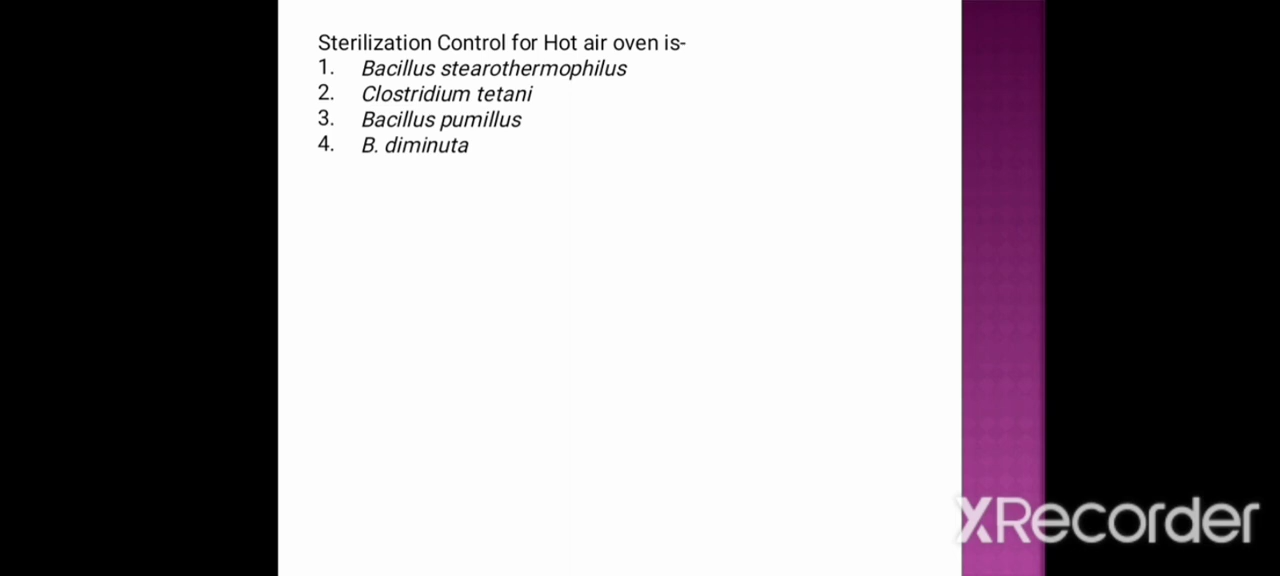 Sterilization Control for Hot air oven is-
1. Bacillus stearothermophilus
2. Clostridium tetani
3. Bacillus pumillus
4. B. diminuta
XRecorder